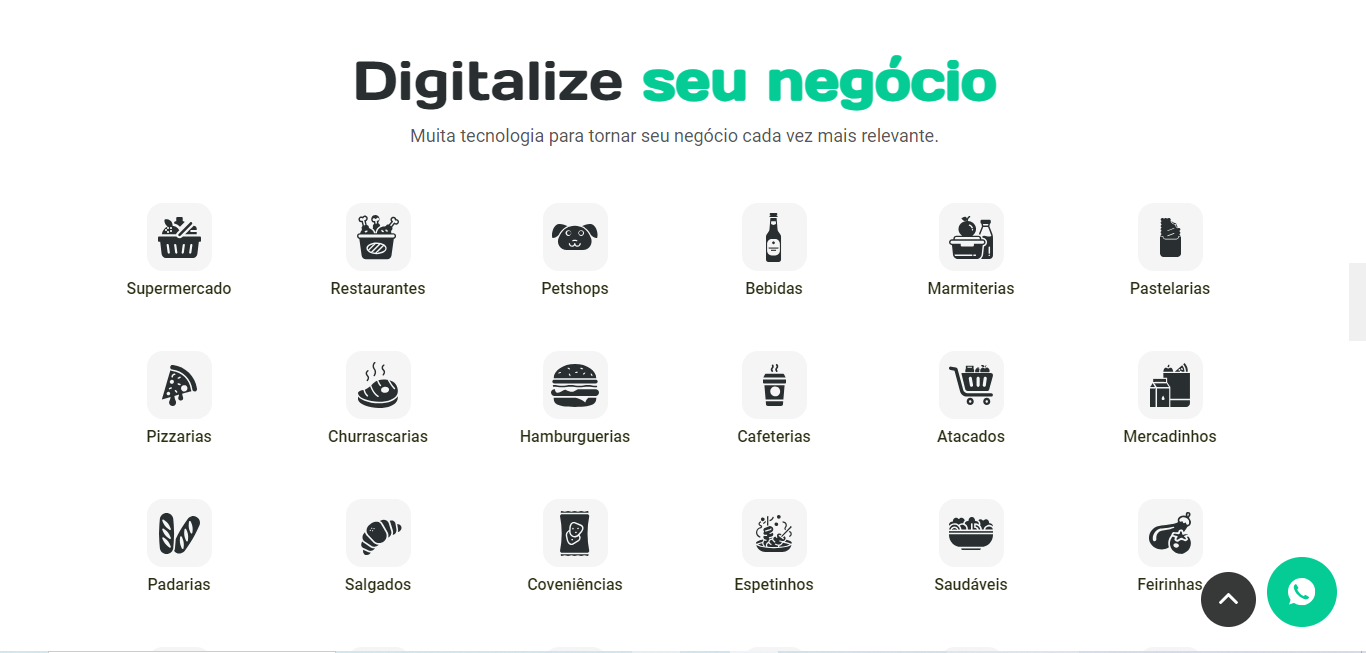 Digitalize seu negócio
Muita tecnologia para tornar seu negócio cada vez mais relevante.
Supermercado
Restaurantes
Petshops
Bebidas
Marmiterias
Pastelarias
Pizzarias
Churrascarias
Hamburguerias
Cafeterias
Atacados
Mercadinhos
Padarias
Salgados
Coveniências
Espetinhos
Saudáveis
Feirinhas